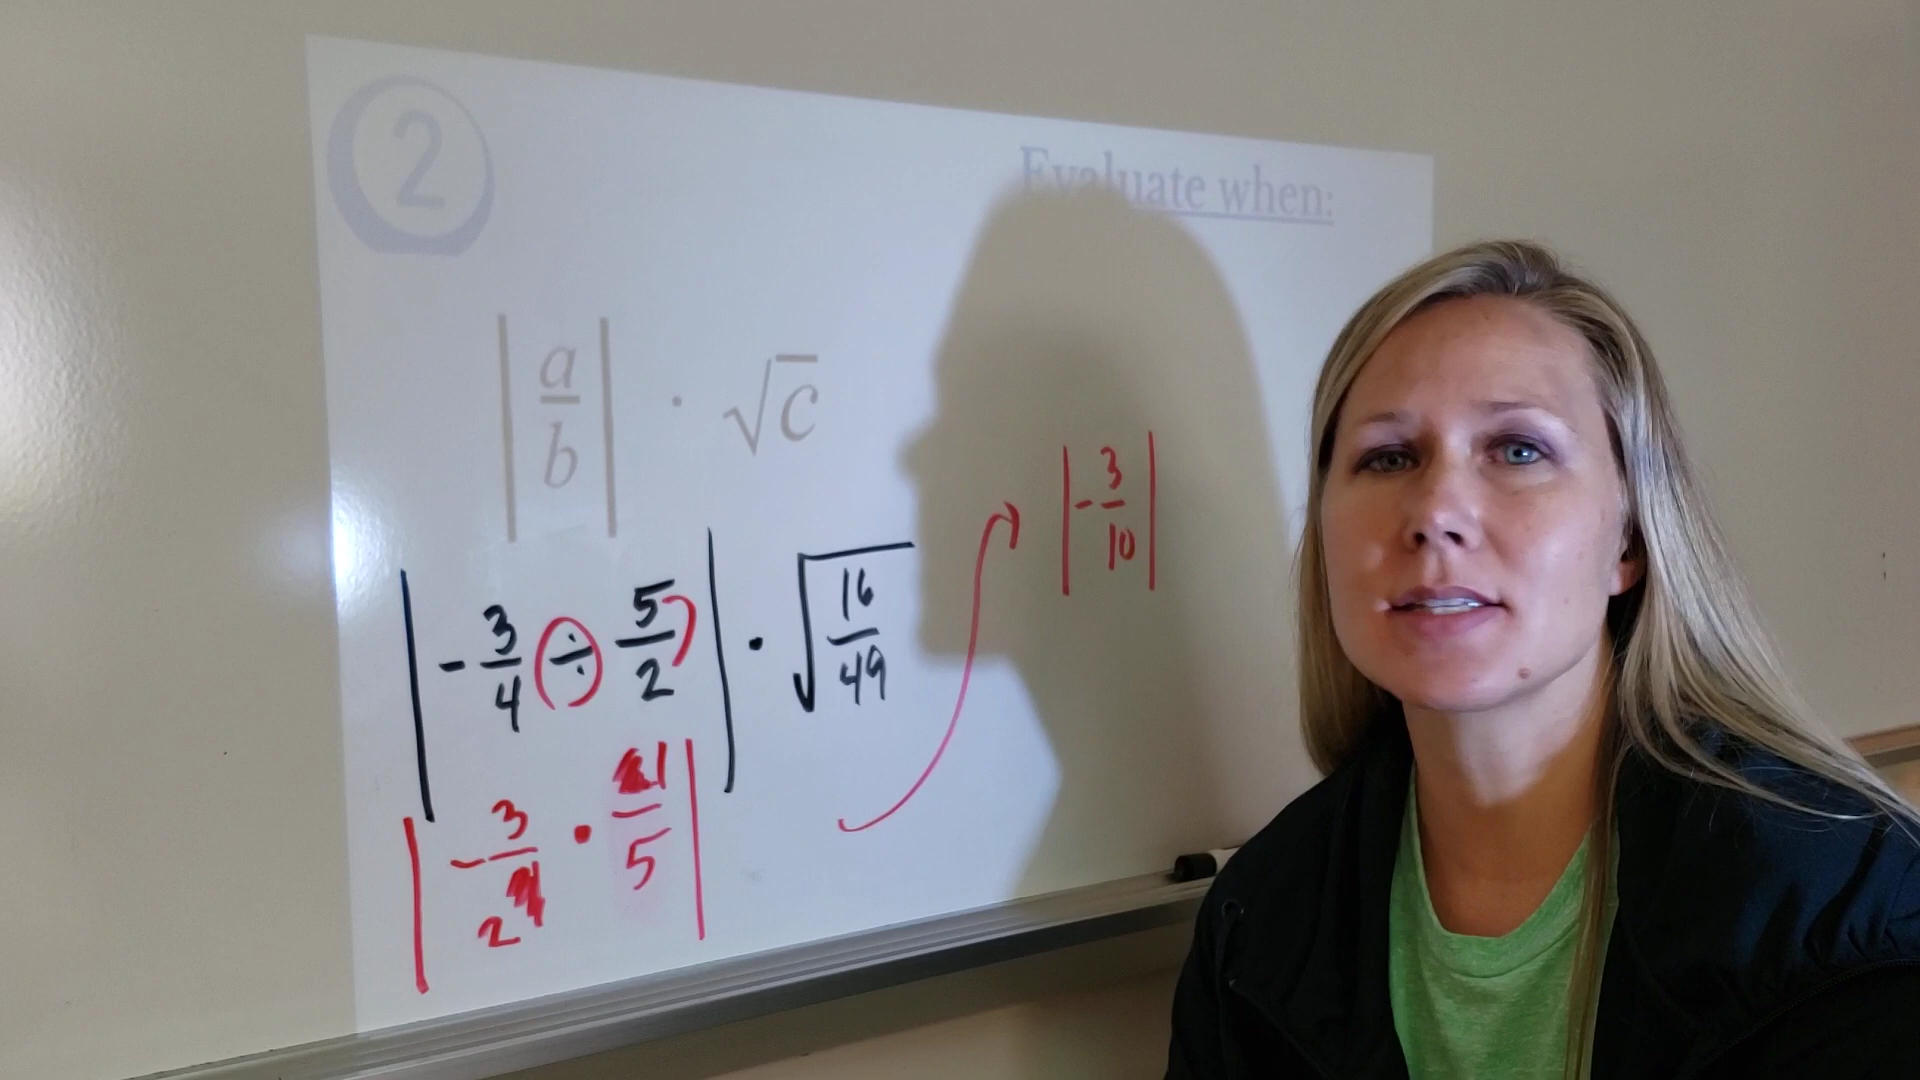 2
Evaluate when:
|a/b| · √c
|-3/4 ÷ 5/2| · √16/49
|-3/10|
|-3/2 · 1/5|